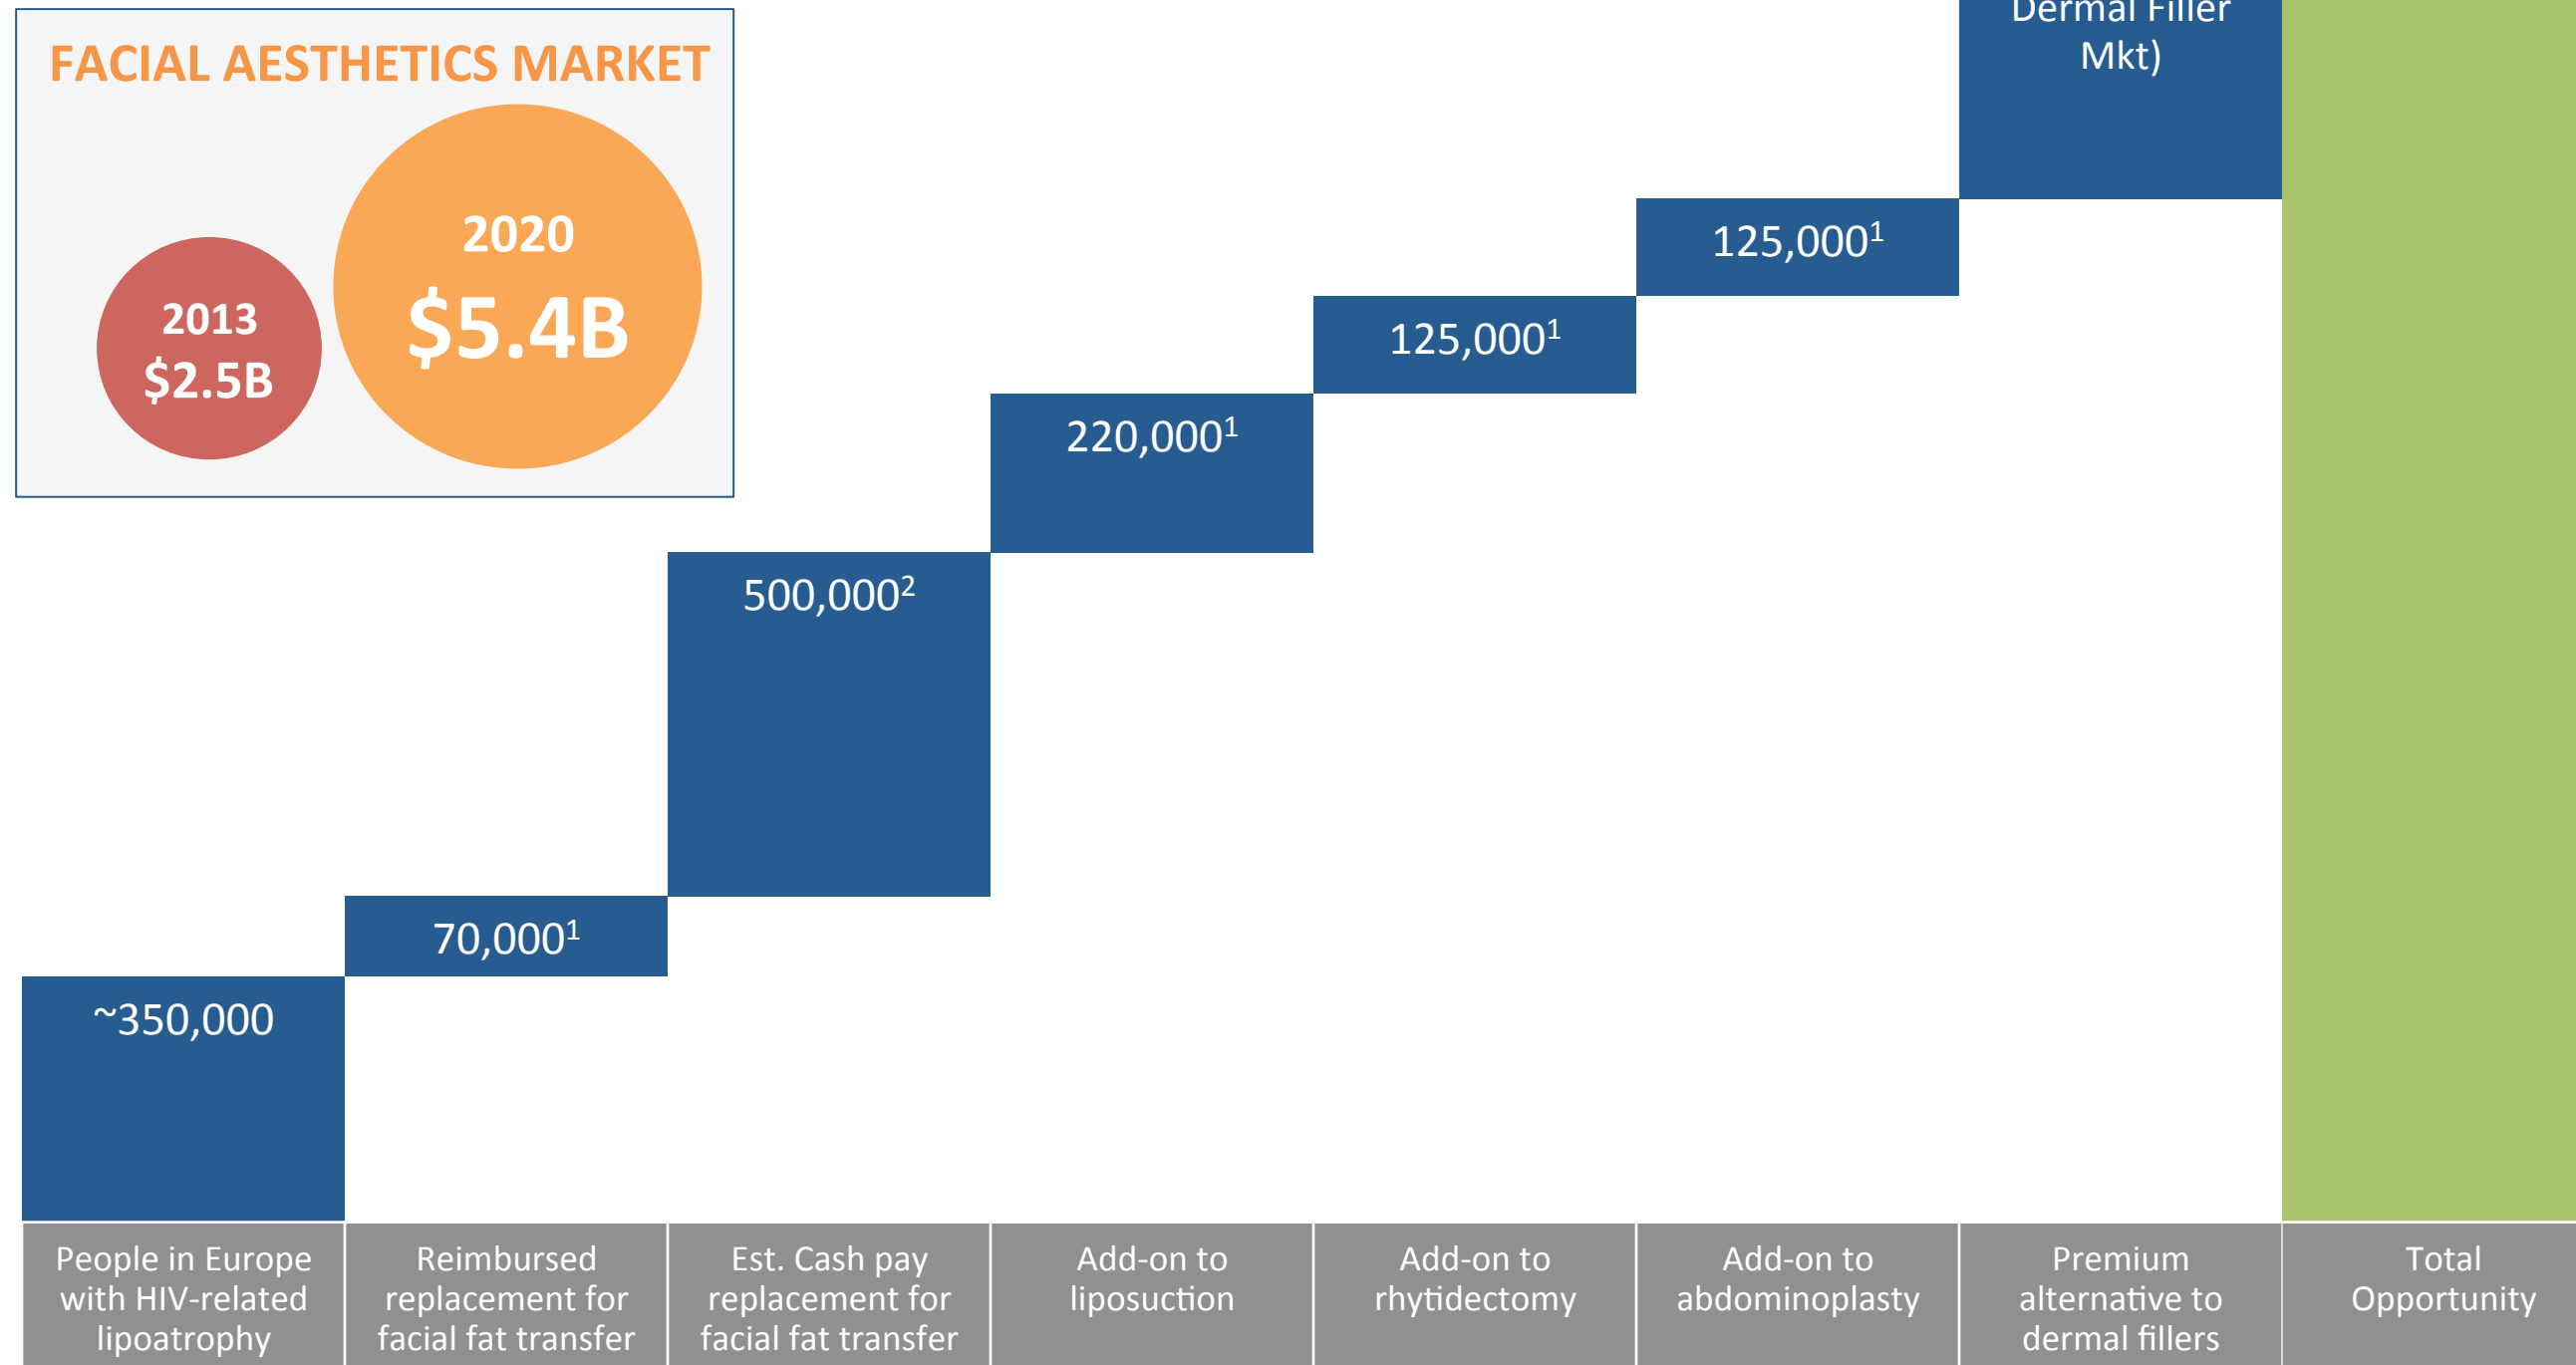 Dermal Filler
Mkt)
FACIAL AESTHETICS MARKET
2013
$2.5B
2020
$5.4B
125,000¹
125,000¹
220,000¹
500,000²
70,000¹
~350,000
People in Europe
with HIV-related
lipoatrophy
Reimbursed
replacement for
facial fat transfer
Est. Cash pay
replacement for
facial fat transfer
Add-on to
liposuction
Add-on to
rhytidectomy
Add-on to
abdominoplasty
Premium
alternative to
dermal fillers
Total
Opportunity